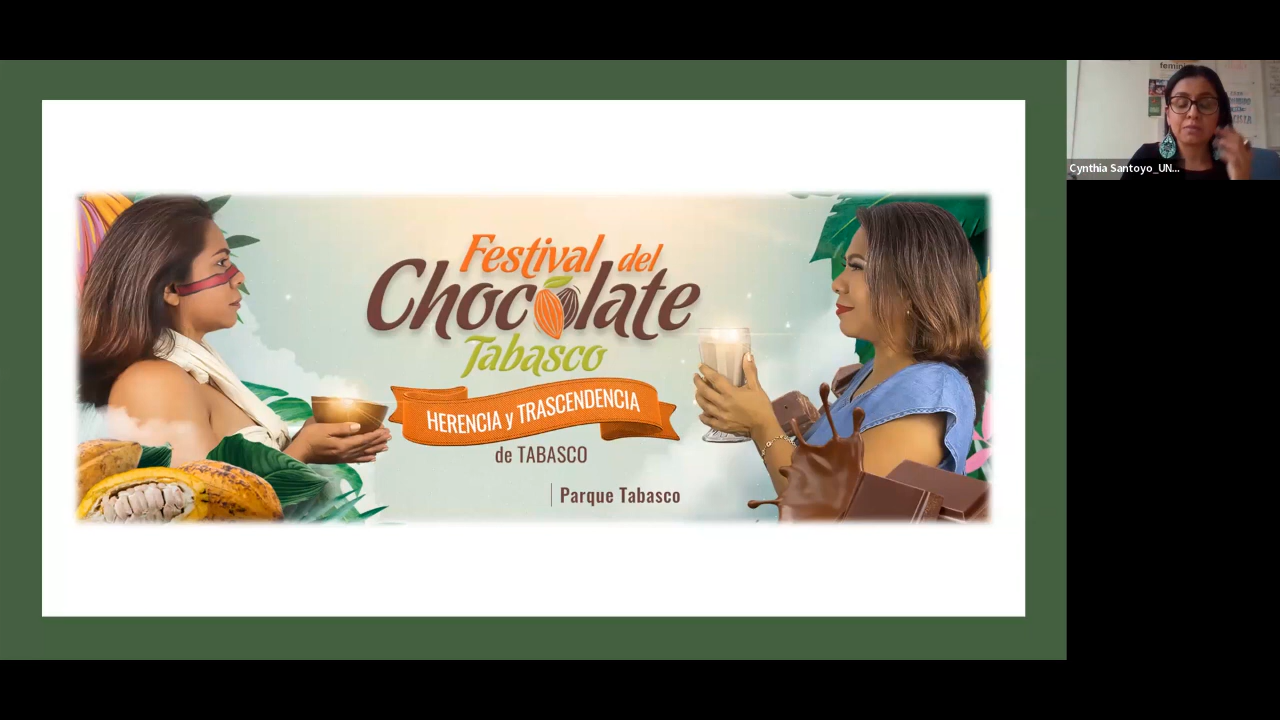 Festival del
Chocolate
Tabasco
HERENCIA y TRASCENDENCIA
de TABASCO
Parque Tabasco
Cynthia Santoyo_UN...